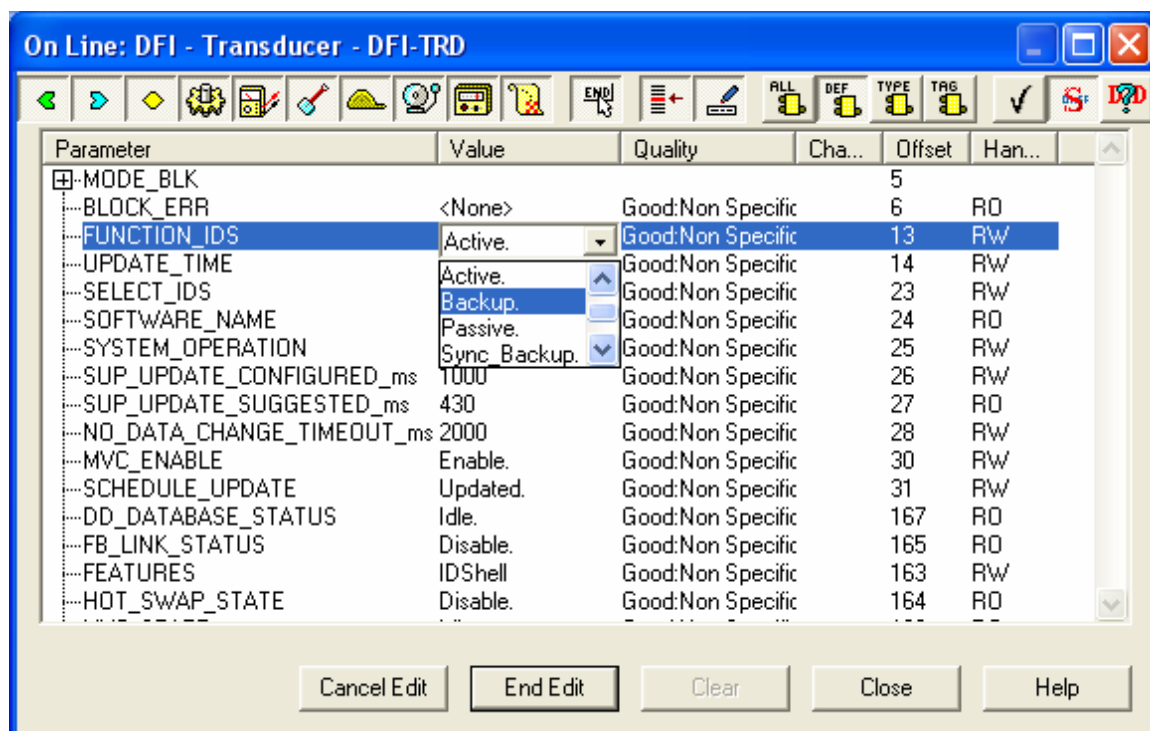 On Line: DFI - Transducer - DFI-TRD
END ALL DEF TYPE TAG S DD
Parameter Value Quality Cha... Offset Han...
MODE_BLK 5
BLOCK_ERR <None> Good:Non Specific 6 RO
FUNCTION_IDS Active. Good:Non Specific 13 RW
UPDATE_TIME Active. Good:Non Specific 14 RW
SELECT_IDS Backup. Good:Non Specific 23 RW
SOFTWARE_NAME Passive. Good:Non Specific 24 RO
SYSTEM_OPERATION Sync_Backup. Good:Non Specific 25 RW
SUP_UPDATE_CONFIGURED_ms 1000 Good:Non Specific 26 RW
SUP_UPDATE_SUGGESTED_ms 430 Good:Non Specific 27 RO
NO_DATA_CHANGE_TIMEOUT_ms 2000 Good:Non Specific 28 RW
MVC_ENABLE Enable. Good:Non Specific 30 RW
SCHEDULE_UPDATE Updated. Good:Non Specific 31 RW
DD_DATABASE_STATUS Idle. Good:Non Specific 167 RO
FB_LINK_STATUS Disable. Good:Non Specific 165 RO
FEATURES IDShell Good:Non Specific 163 RW
HOT_SWAP_STATE Disable. Good:Non Specific 164 RO
Cancel Edit End Edit Clear Close Help